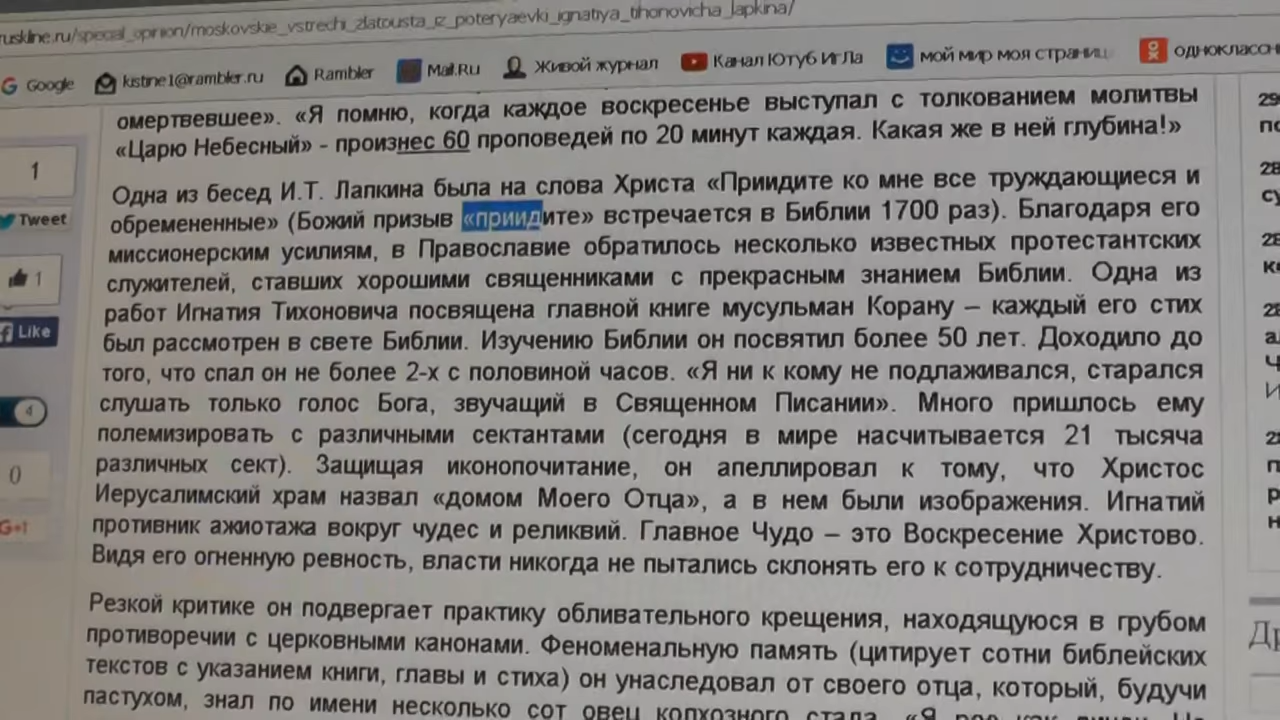 ruskline.ru/special_opinion/moskovskie_vstrechi_zlatousta_iz_poteryaevki_ignatiya_tihonovicha_lapkina/
Google kistine1@rambler.ru Rambler Mail.Ru Живой журнал Канал Ютуб ИгЛа мой мир моя страниц однокласс
омертвевшее». «Я помню, когда каждое воскресенье выступал с толкованием молитвы
«Царю Небесный» - произнес 60 проповедей по 20 минут каждая. Какая же в ней глубина!»
1
Одна из бесед И.Т. Лапкина была на слова Христа «Приидите ко мне все труждающиеся и
Tweet
обремененные» (Божий призыв «приидите» встречается в Библии 1700 раз). Благодаря его
миссионерским усилиям, в Православие обратилось несколько известных протестантских
1
служителей, ставших хорошими священниками с прекрасным знанием Библии. Одна из
работ Игнатия Тихоновича посвящена главной книге мусульман Корану – каждый его стих
Like
был рассмотрен в свете Библии. Изучению Библии он посвятил более 50 лет. Доходило до
того, что спал он не более 2-х с половиной часов. «Я ни к кому не подлаживался, старался
4
слушать только голос Бога, звучащий в Священном Писании». Много пришлось ему
полемизировать с различными сектантами (сегодня в мире насчитывается 21 тысяча
0
различных сект). Защищая иконопочитание, он апеллировал к тому, что Христос
Иерусалимский храм назвал «домом Моего Отца», а в нем были изображения. Игнатий
G+1
противник ажиотажа вокруг чудес и реликвий. Главное Чудо – это Воскресение Христово.
Видя его огненную ревность, власти никогда не пытались склонять его к сотрудничеству.
Резкой критике он подвергает практику обливательного крещения, находящуюся в грубом
противоречии с церковными канонами. Феноменальную память (цитирует сотни библейских
текстов с указанием книги, главы и стиха) он унаследовал от своего отца, который, будучи
пастухом, знал по имени несколько сот овец колхозного стада. «Я